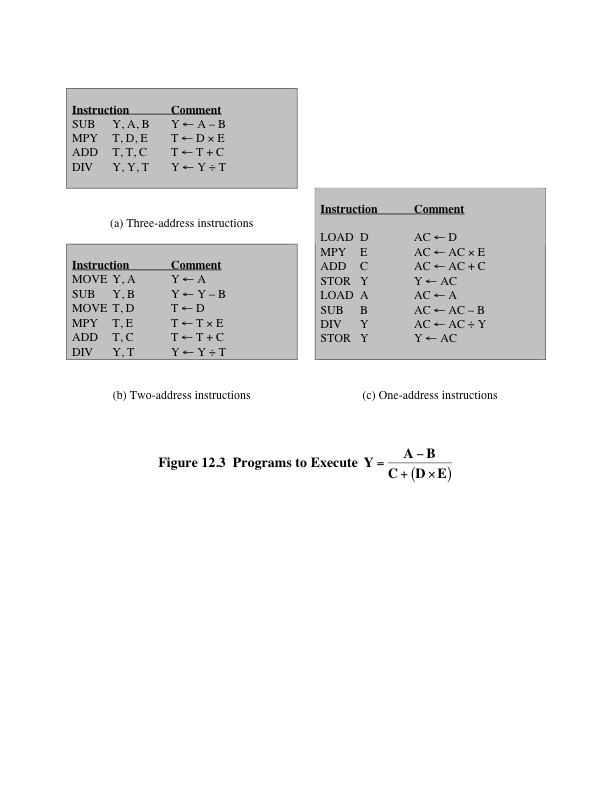 Instruction Comment
SUB Y, A, B Y ← A – B
MPY T, D, E T ← D × E
ADD T, T, C T ← T + C
DIV Y, Y, T Y ← Y ÷ T
(a) Three-address instructions
Instruction Comment
MOVE Y, A Y ← A
SUB Y, B Y ← Y – B
MOVE T, D T ← D
MPY T, E T ← T × E
ADD T, C T ← T + C
DIV Y, T Y ← Y ÷ T
(b) Two-address instructions
Instruction Comment
LOAD D AC ← D
MPY E AC ← AC × E
ADD C AC ← AC + C
STOR Y Y ← AC
LOAD A AC ← A
SUB B AC ← AC – B
DIV Y AC ← AC ÷ Y
STOR Y Y ← AC
(c) One-address instructions
Figure 12.3 Programs to Execute Y =
A – B
C + (D × E)